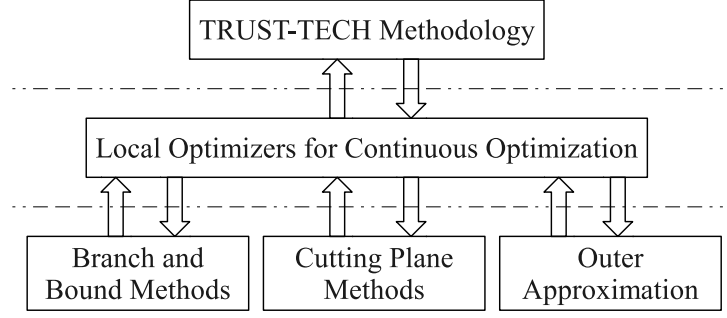 TRUST-TECH Methodology
Local Optimizers for Continuous Optimization
Branch and
Bound Methods
Cutting Plane
Methods
Outer
Approximation